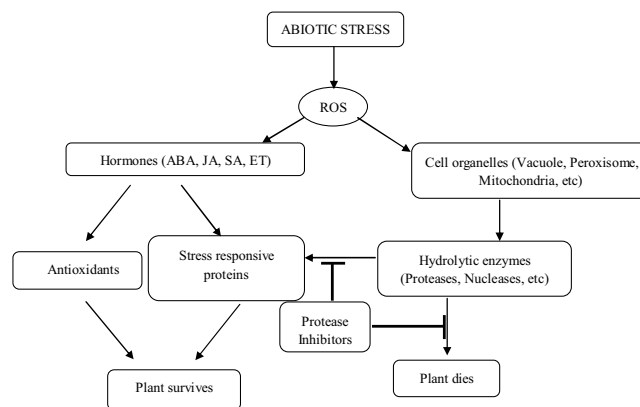 ABIOTIC STRESS
ROS
Hormones (ABA, JA, SA, ET)
Cell organelles (Vacuole, Peroxisome,
Mitochondria, etc)
Antioxidants
Stress responsive
proteins
Hydrolytic enzymes
(Proteases, Nucleases, etc)
Protease
Inhibitors
Plant survives
Plant dies